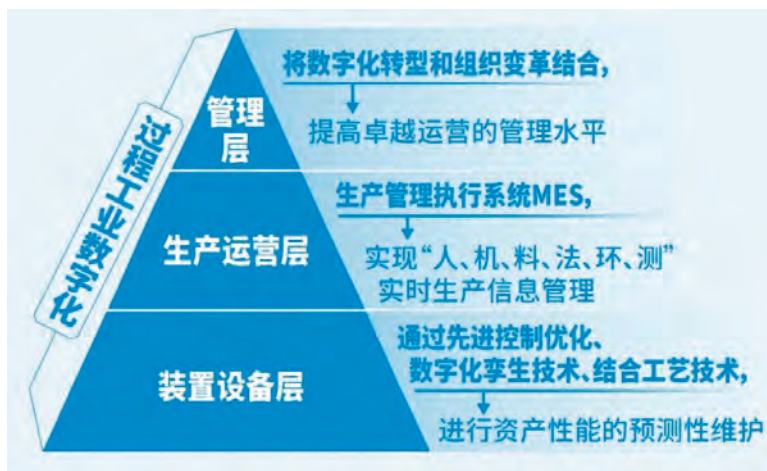 过程工业数字化
管理
层
将数字化转型和组织变革结合,
提高卓越运营的管理水平
生产运营层
生产管理执行系统MES,
实现“人、机、料、法、环、测”
实时生产信息管理
装置设备层
通过先进控制优化、
数字化孪生技术、结合工艺技术,
进行资产性能的预测性维护